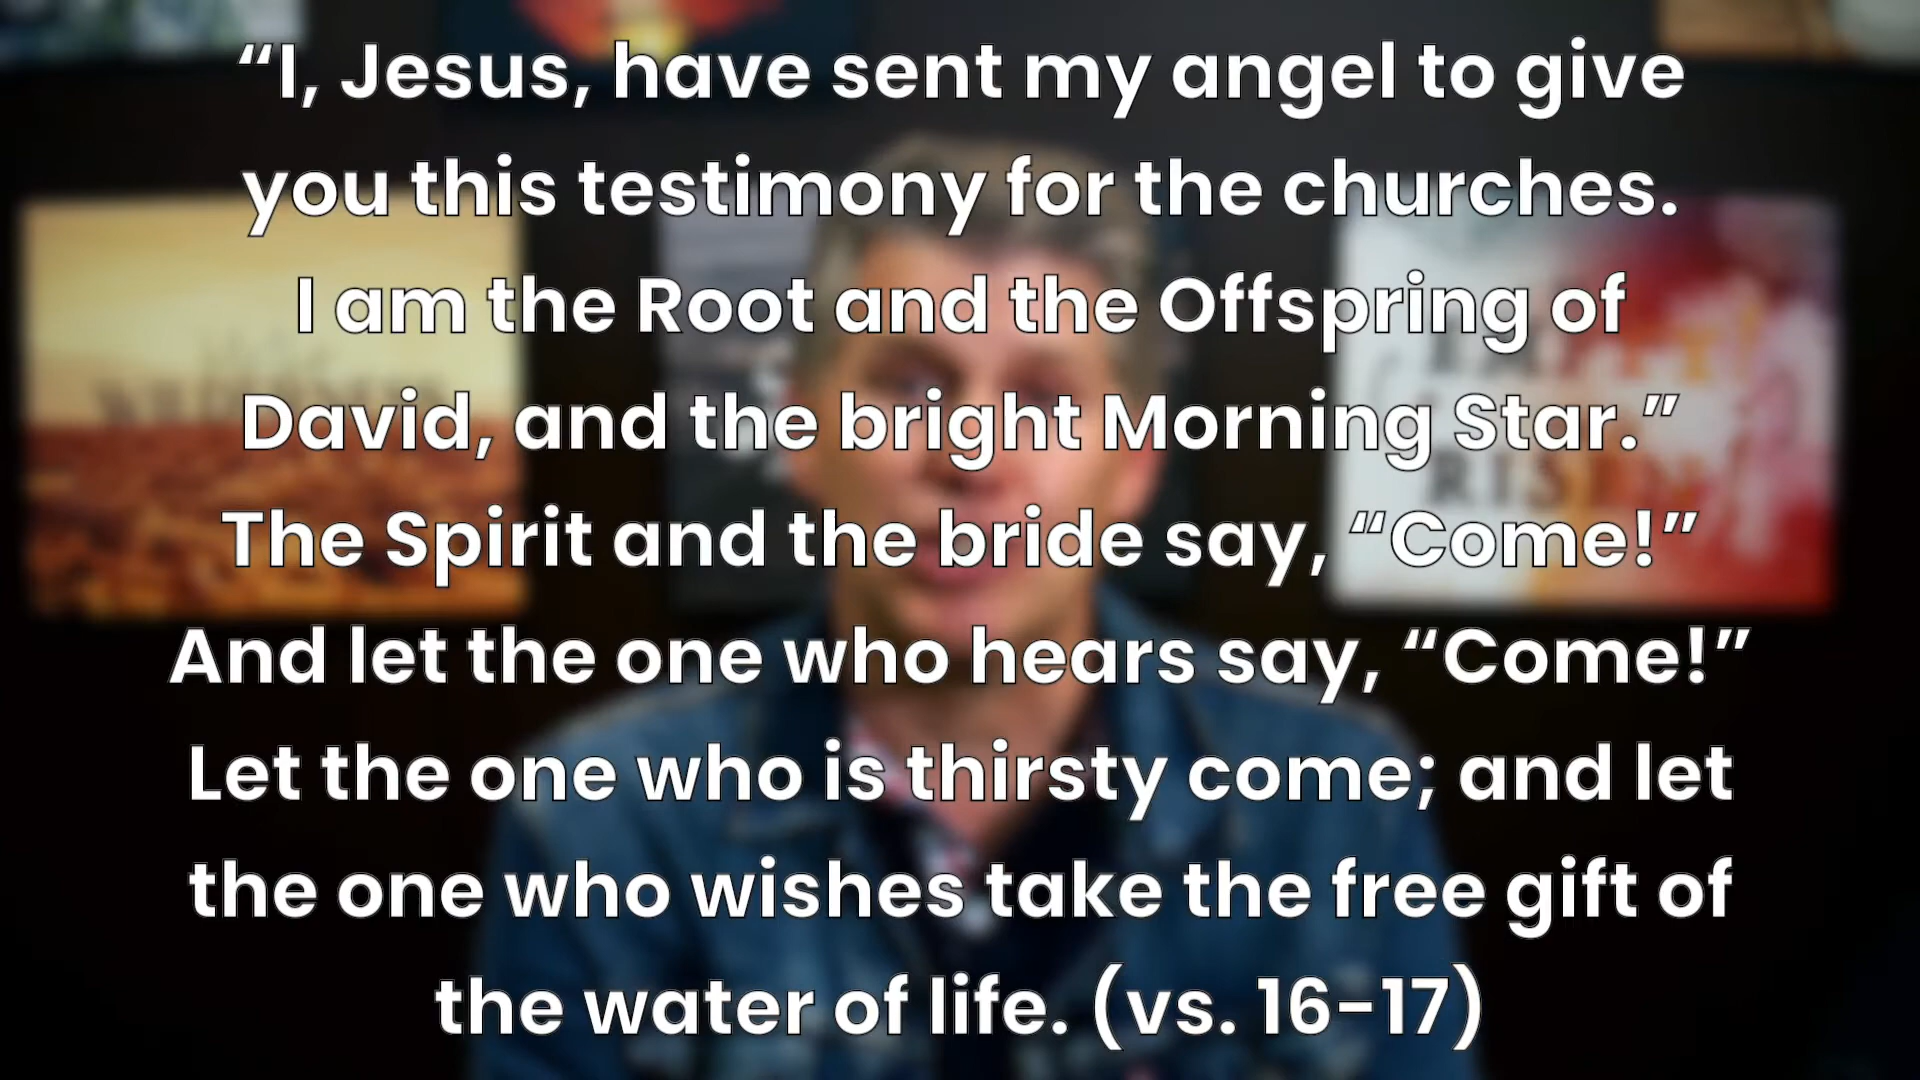 “I, Jesus, have sent my angel to give
you this testimony for the churches.
I am the Root and the Offspring of
David, and the bright Morning Star.”
The Spirit and the bride say, “Come!”
And let the one who hears say, “Come!”
Let the one who is thirsty come; and let
the one who wishes take the free gift of
the water of life. (vs. 16-17)